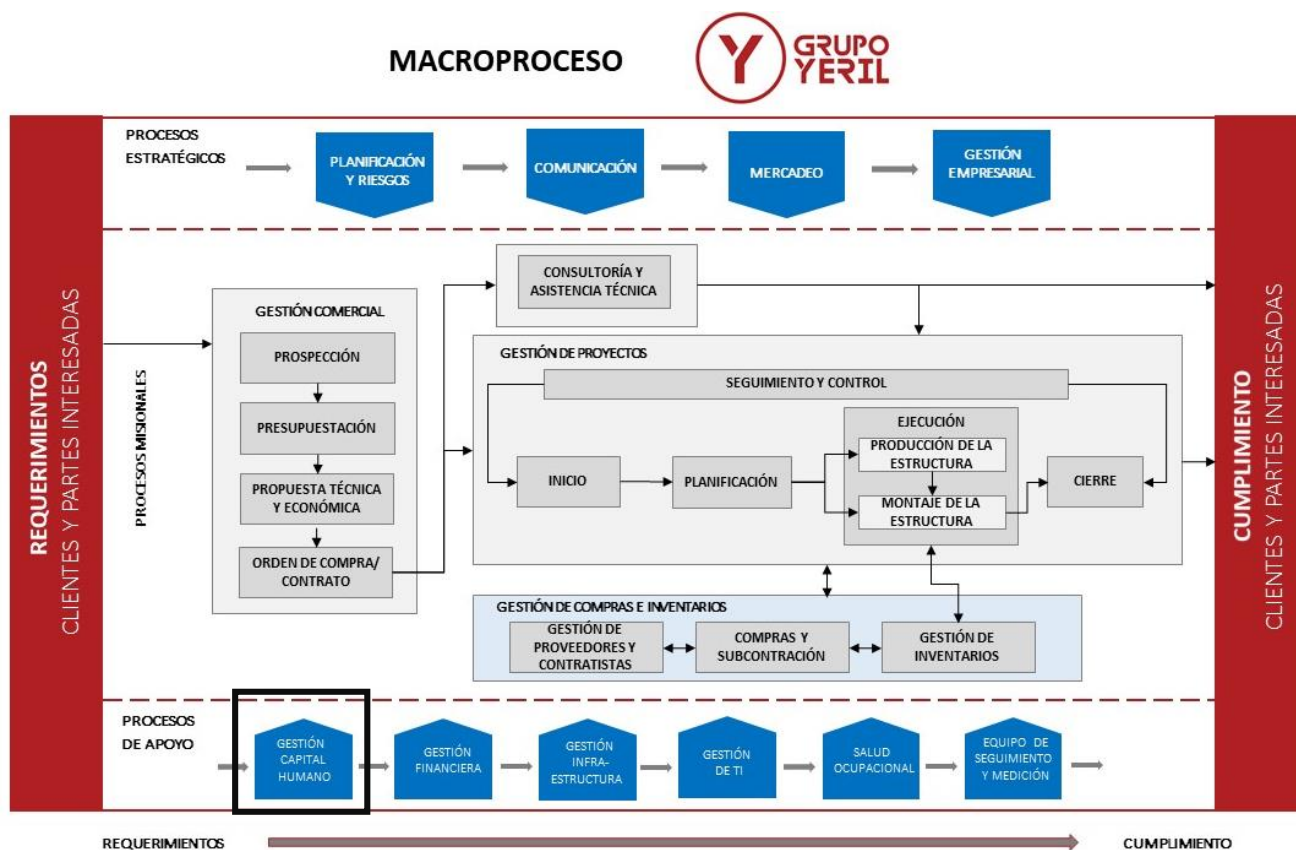 MACROPROCESO
Y
GRUPO
YERIL
REQUERIMIENTOS
CLIENTES Y PARTES INTERESADAS
PROCESOS
ESTRATÉGICOS
PLANIFICACIÓN
Y RIESGOS
COMUNICACIÓN
MERCADEO
GESTIÓN
EMPRESARIAL
PROCESOS MISIONALES
GESTIÓN COMERCIAL
PROSPECCIÓN
PRESUPUESTACIÓN
PROPUESTA TÉCNICA
Y ECONÓMICA
ORDEN DE COMPRA/
CONTRATO
CONSULTORÍA Y
ASISTENCIA TÉCNICA
GESTIÓN DE PROYECTOS
SEGUIMIENTO Y CONTROL
INICIO
PLANIFICACIÓN
EJECUCIÓN
PRODUCCIÓN DE LA
ESTRUCTURA
MONTAJE DE LA
ESTRUCTURA
CIERRE
GESTIÓN DE COMPRAS E INVENTARIOS
GESTIÓN DE
PROVEEDORES Y
CONTRATISTAS
COMPRAS Y
SUBCONTRACIÓN
GESTIÓN DE
INVENTARIOS
PROCESOS
DE APOYO
GESTIÓN
CAPITAL
HUMANO
GESTIÓN
FINANCIERA
GESTIÓN
INFRA-
ESTRUCTURA
GESTIÓN
DE TI
SALUD
OCUPACIONAL
EQUIPO DE
SEGUIMIENTO
Y MEDICIÓN
CUMPLIMIENTO
CLIENTES Y PARTES INTERESADAS
REQUERIMIENTOS
CUMPLIMIENTO